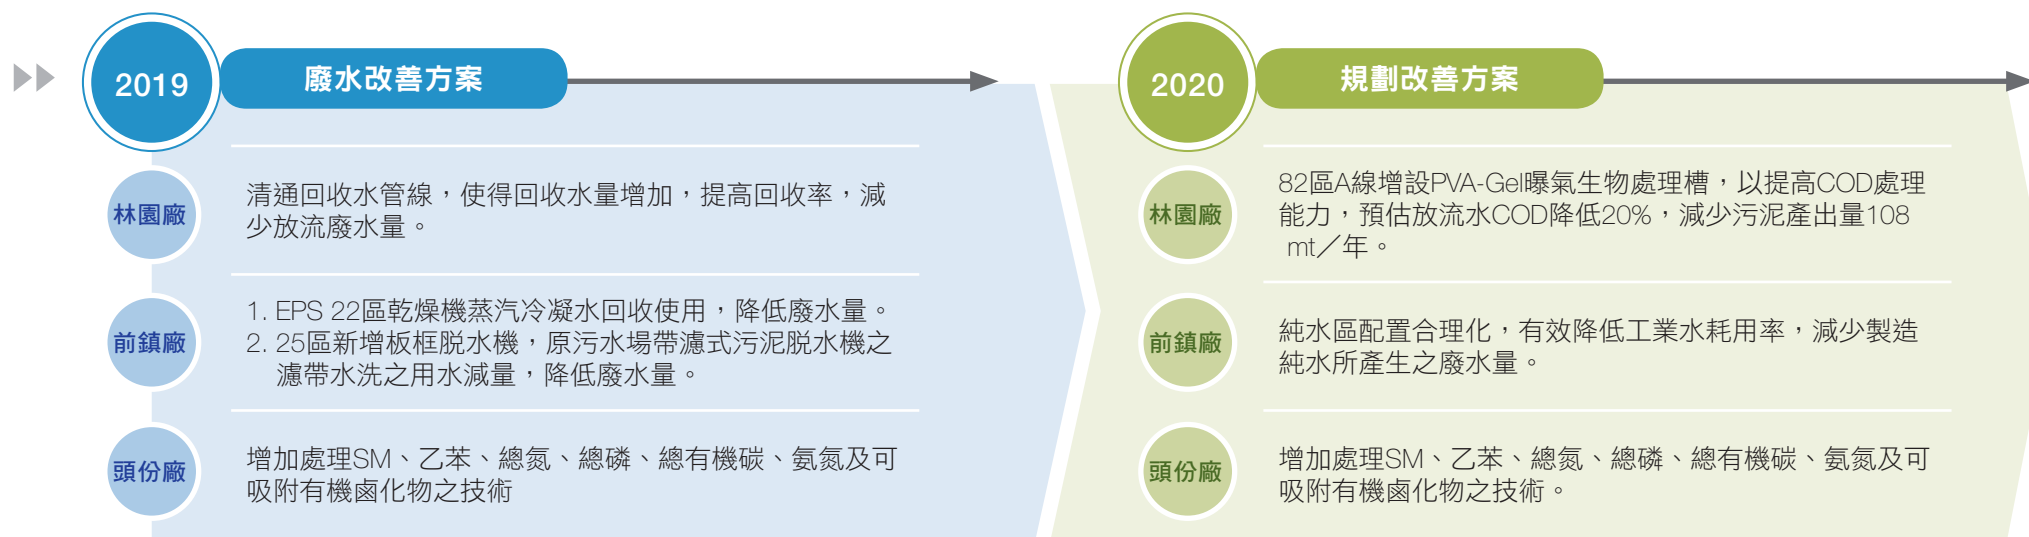 2019
廢水改善方案
林園廠
清通回收水管線，使得回收水量增加，提高回收率，減
少放流廢水量。
前鎮廠
1. EPS 22區乾燥機蒸汽冷凝水回收使用，降低廢水量。
2. 25區新增板框脫水機，原污水場帶濾式污泥脫水機之
濾帶水洗之用水減量，降低廢水量。
頭份廠
增加處理SM、乙苯、總氮、總磷、總有機碳、氨氮及可
吸附有機鹵化物之技術
2020
規劃改善方案
林園廠
82區A線增設PVA-Gel曝氣生物處理槽，以提高COD處理
能力，預估放流水COD降低20%，減少污泥產出量108
mt／年。
前鎮廠
純水區配置合理化，有效降低工業水耗用率，減少製造
純水所產生之廢水量。
頭份廠
增加處理SM、乙苯、總氮、總磷、總有機碳、氨氮及可
吸附有機鹵化物之技術。